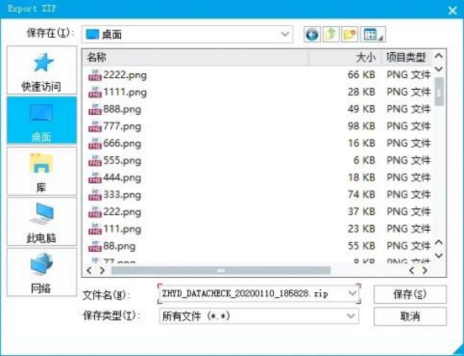 Export ZIP
保存在(I):
桌面
快速访问
桌面
库
此电脑
网络
名称 大小 项目类型
2222.png 66 KB PNG 文件
1111.png 28 KB PNG 文件
888.png 49 KB PNG 文件
777.png 98 KB PNG 文件
666.png 16 KB PNG 文件
555.png 6 KB PNG 文件
444.png 18 KB PNG 文件
333.png 74 KB PNG 文件
222.png 37 KB PNG 文件
111.png 23 KB PNG 文件
88.png 55 KB PNG 文件
文件名(N): ZHYD_DATACHECK_20200110_185828.zip 保存(S)
保存类型(T): 所有文件 (*.*) 取消